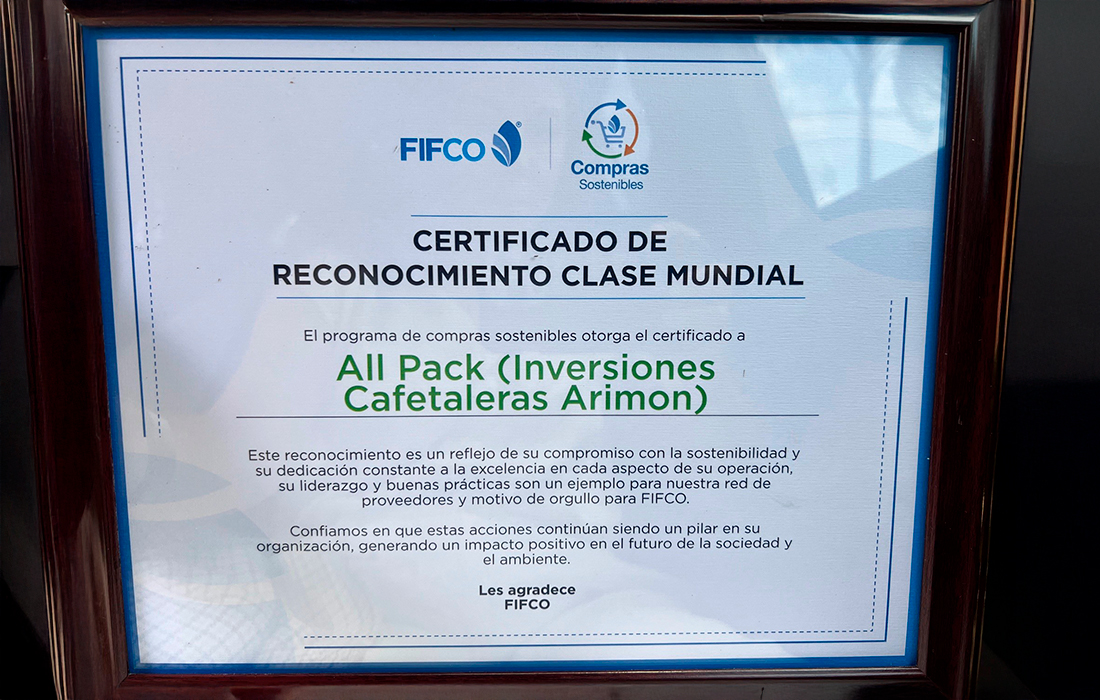 FIFCO®
Compras
Sostenibles
CERTIFICADO DE
RECONOCIMIENTO CLASE MUNDIAL
El programa de compras sostenibles otorga el certificado a
All Pack (Inversiones
Cafetaleras Arimon)
Este reconocimiento es un reflejo de su compromiso con la sostenibilidad y
su dedicación constante a la excelencia en cada aspecto de su operación,
su liderazgo y buenas prácticas son un ejemplo para nuestra red de
proveedores y motivo de orgullo para FIFCO.
Confiamos en que estas acciones continúan siendo un pilar en su
organización, generando un impacto positivo en el futuro de la sociedad y
el ambiente.
Les agradece
FIFCO